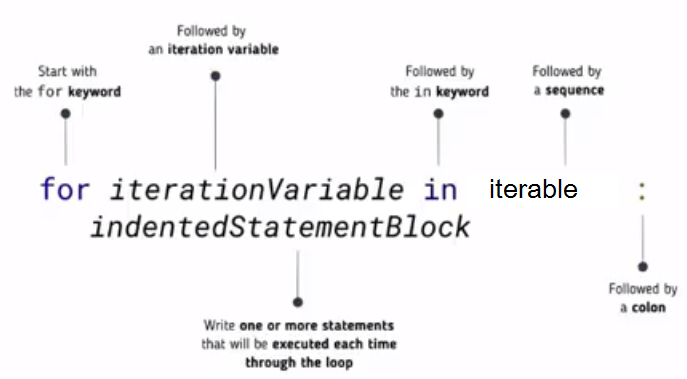 Followed by
an iteration variable
Start with
the for keyword
Followed by
the in keyword
Followed by
a sequence
for iterationVariable in iterable :
indentedStatementBlock
Followed by
a colon
Write one or more statements
that will be executed each time
through the loop